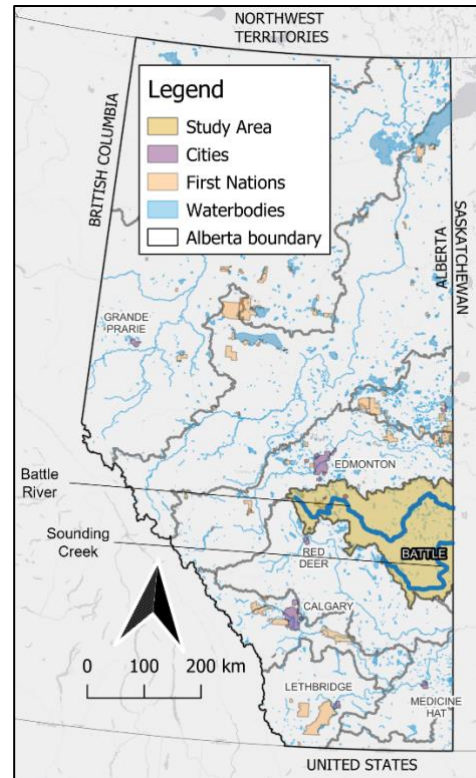 NORTHWEST
TERRITORIES
BRITISH COLUMBIA
Legend
Study Area
Cities
First Nations
Waterbodies
Alberta boundary
ALBERTA
SASKATCHEWAN
GRANDE
PRARIE
EDMONTON
Battle
River
Sounding
Creek
RED
DEER
BATTLE
CALGARY
0 100 200 km
LETHBRIDGE
MEDICINE
HAT
UNITED STATES